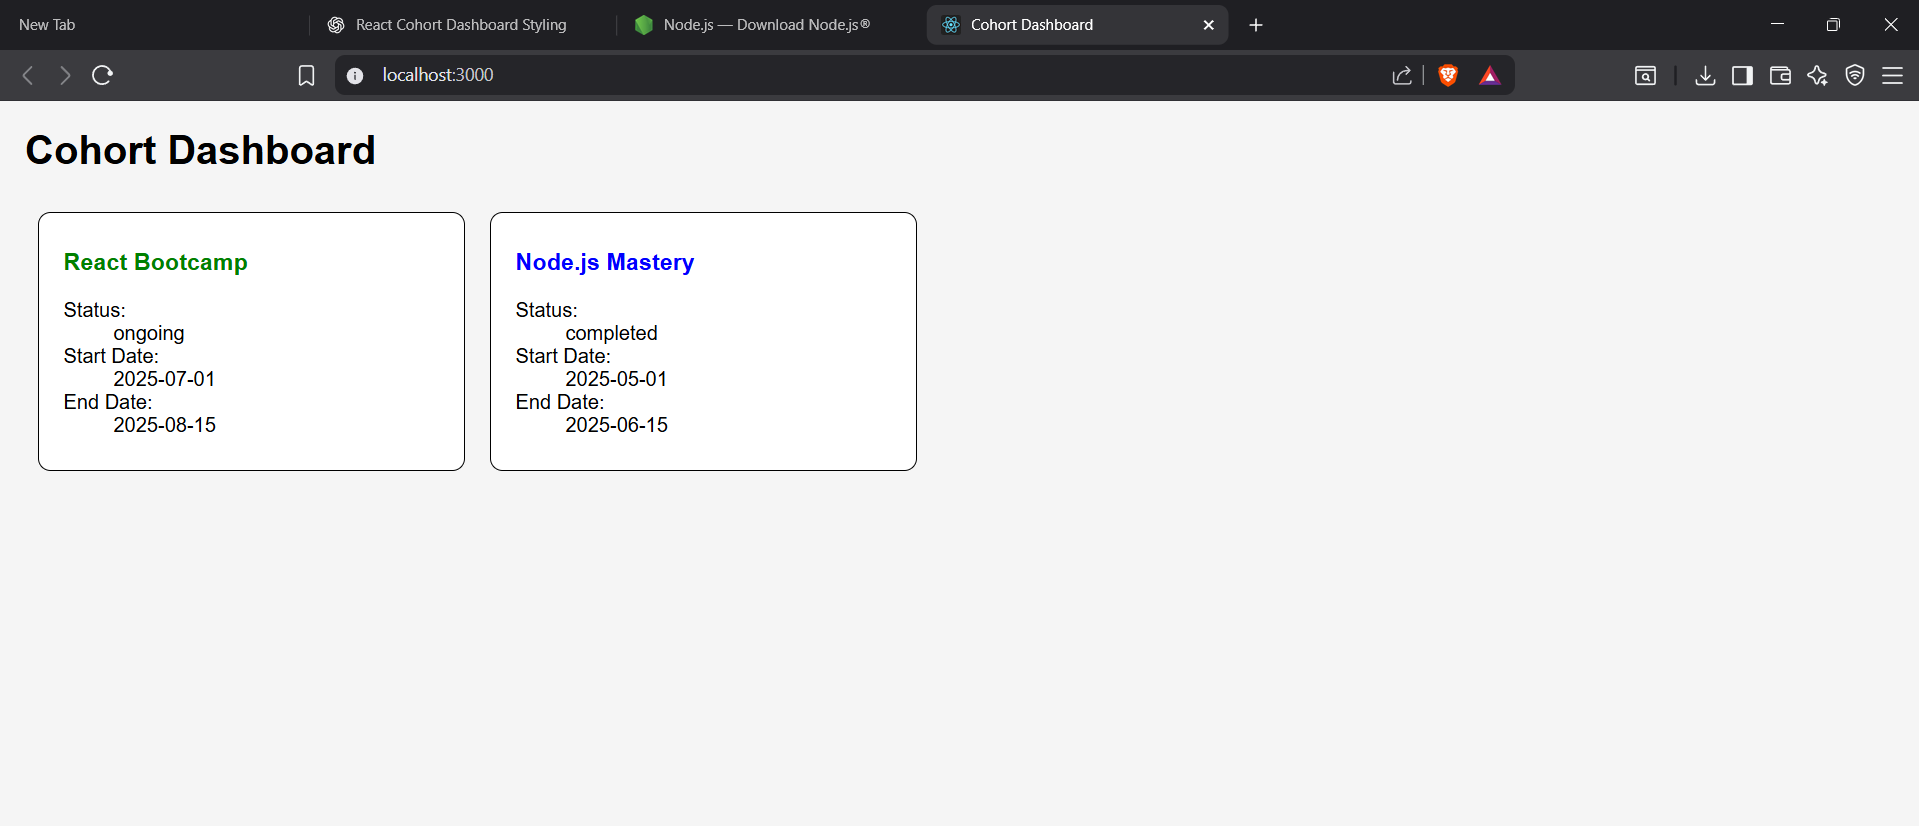 New Tab
React Cohort Dashboard Styling
Node.js — Download Node.js®
Cohort Dashboard
localhost:3000
Cohort Dashboard
React Bootcamp
Status:
ongoing
Start Date:
2025-07-01
End Date:
2025-08-15
Node.js Mastery
Status:
completed
Start Date:
2025-05-01
End Date:
2025-06-15